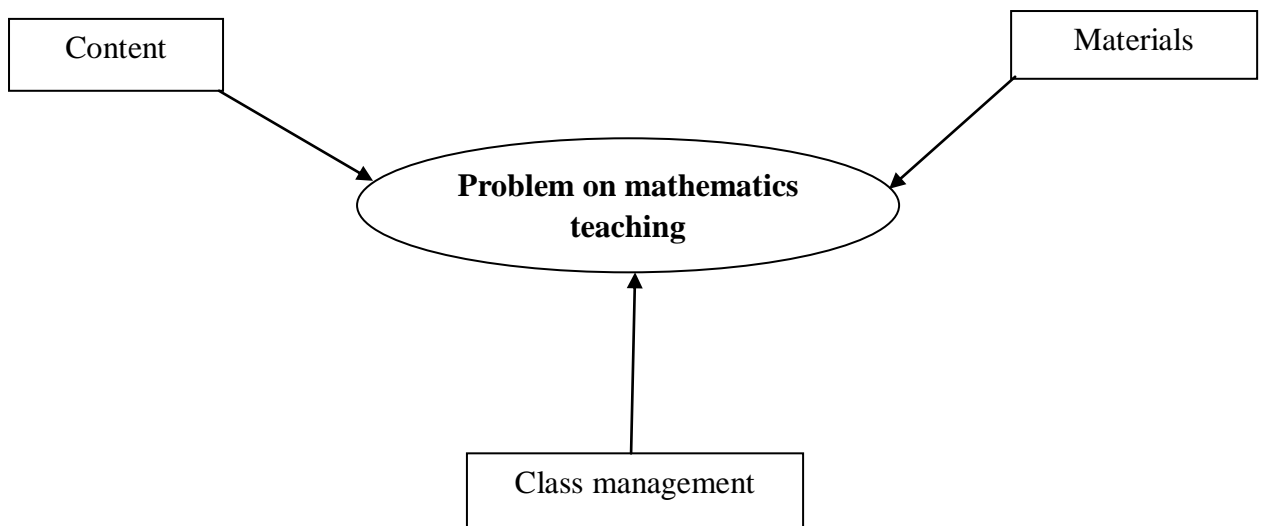 Content
Materials
Problem on mathematics
teaching
Class management